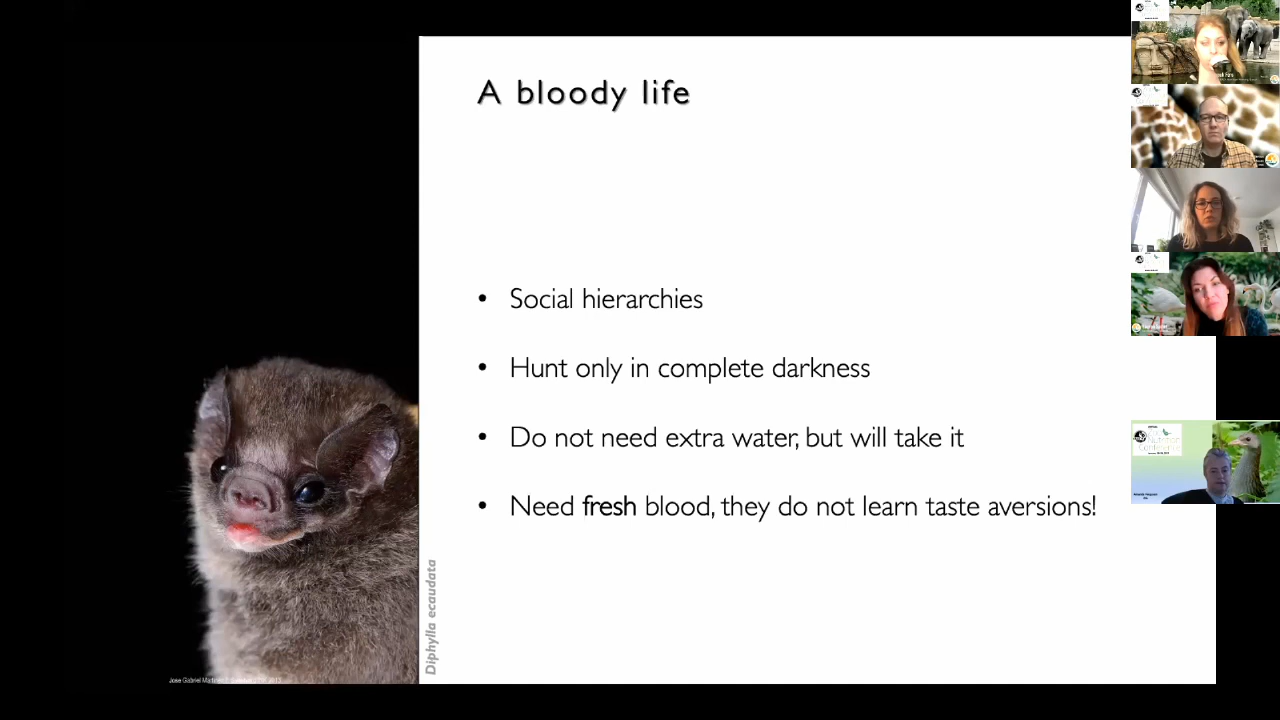 A bloody life
• Social hierarchies
• Hunt only in complete darkness
• Do not need extra water, but will take it
• Need fresh blood, they do not learn taste aversions!
Diphylla ecaudata